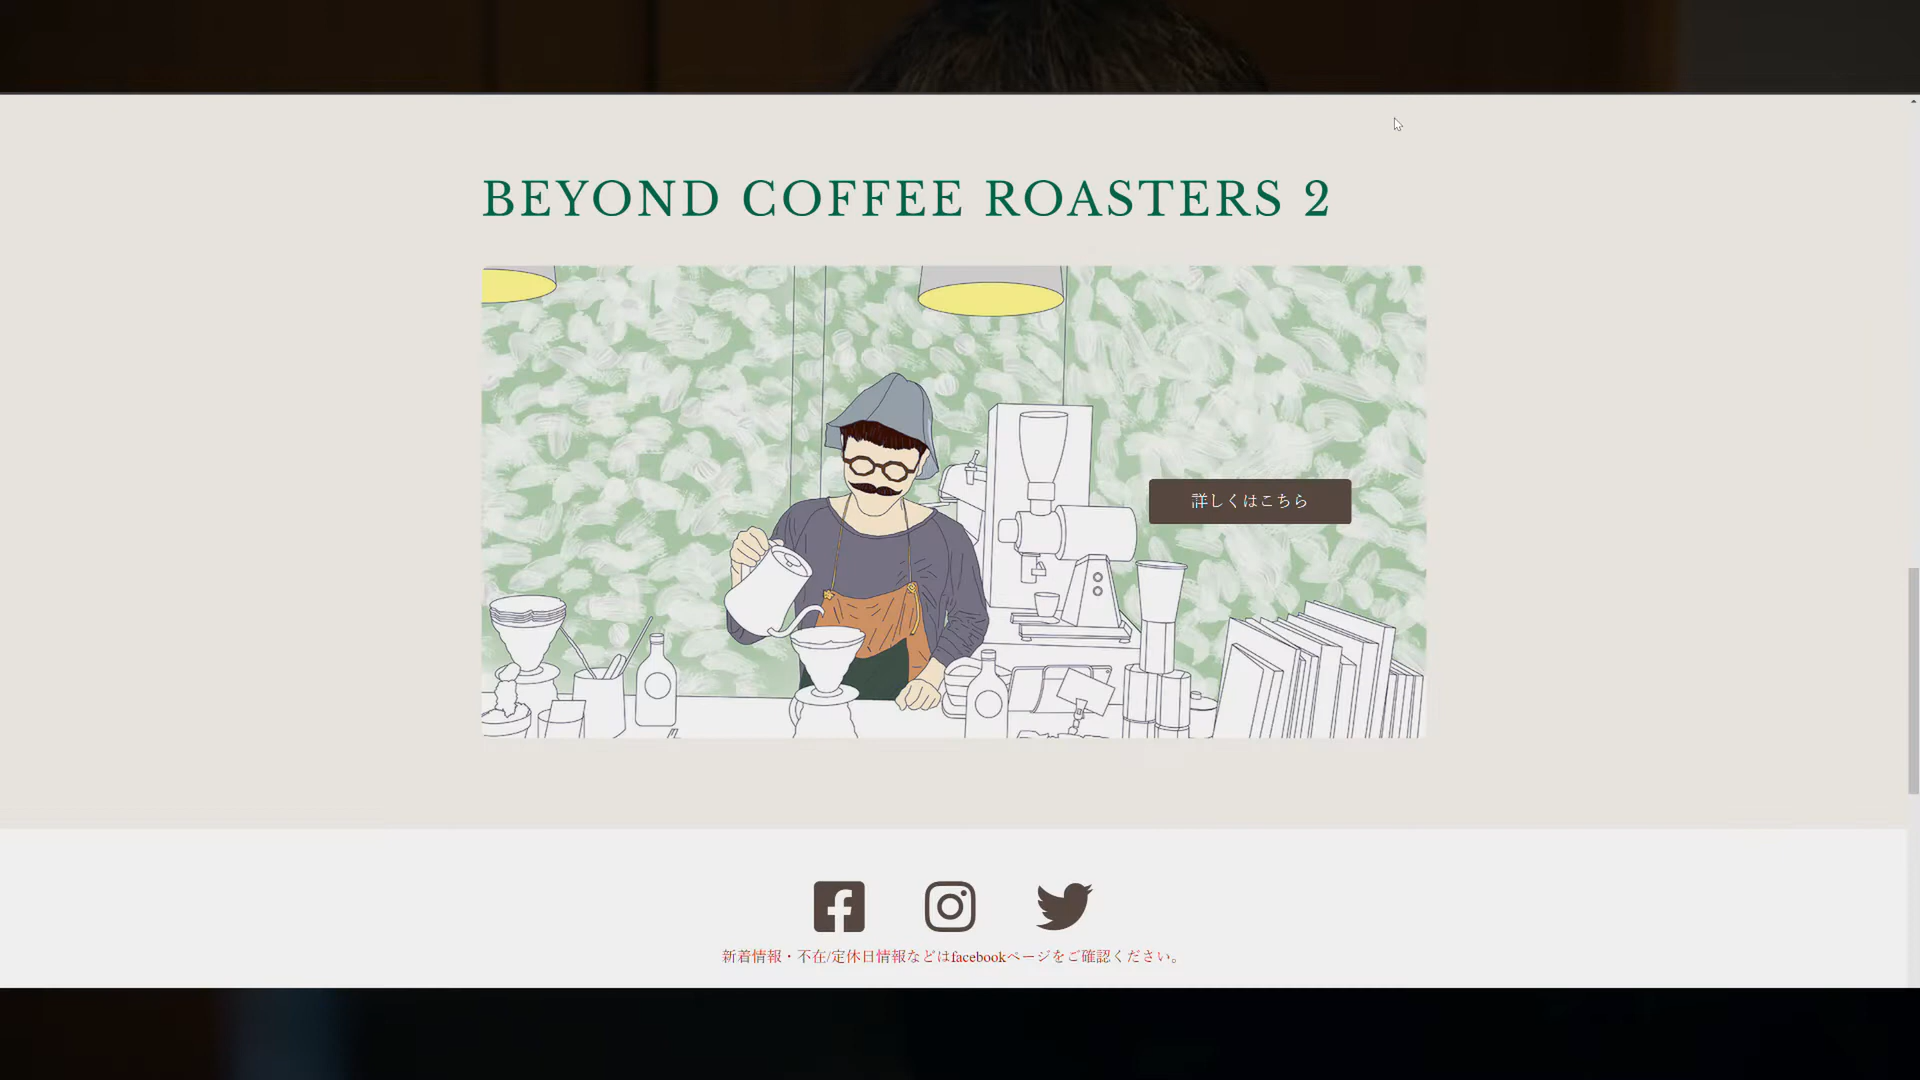 BEYOND COFFEE ROASTERS 2
詳しくはこちら
新着情報・不在/定休日情報などはfacebookページをご確認ください。